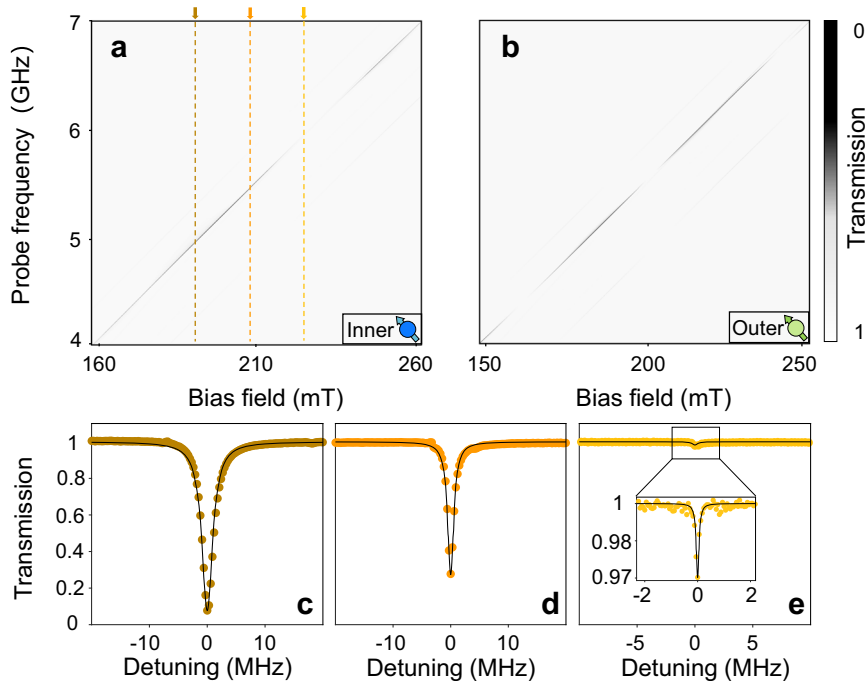 a
b
Probe frequency (GHz)
7
6
5
4
Inner
Outer
160
210
260
150
200
250
Bias field (mT)
Bias field (mT)
0
Transmission
1
Transmission
1
0.8
0.6
0.4
0.2
0
c
d
e
1
0.98
0.97
-2
0
2
-10
0
10
-10
0
10
-5
0
5
Detuning (MHz)
Detuning (MHz)
Detuning (MHz)